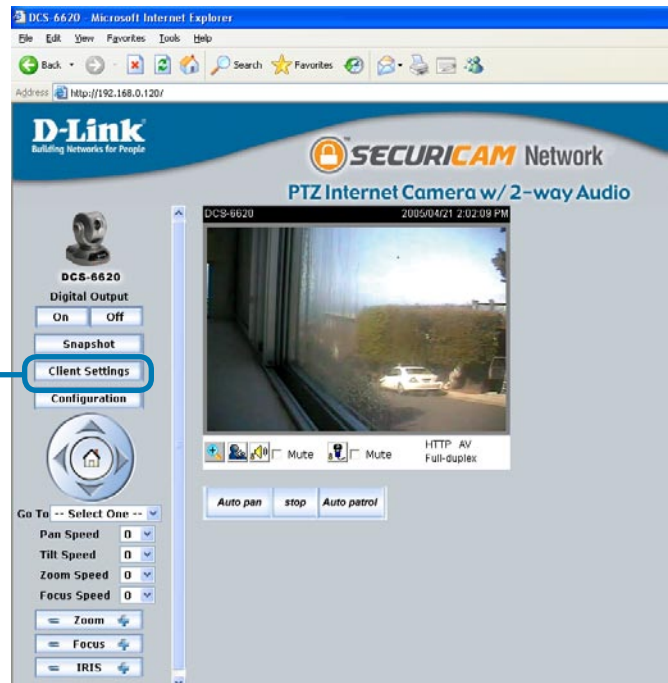 DCS-6620 - Microsoft Internet Explorer
File Edit View Favorites Tools Help
Back Search Favorites
Address http://192.168.0.120/
D-Link
Building Networks for People
SECURICAM Network
PTZ Internet Camera w/ 2-way Audio
DCS-6620 2005/04/21 2:02:09 PM
DCS-6620
Digital Output
On Off
Snapshot
Client Settings
Configuration
Mute Mute HTTP AV
Full-duplex
Auto pan stop Auto patrol
Go To -- Select One --
Pan Speed 0
Tilt Speed 0
Zoom Speed 0
Focus Speed 0
Zoom
Focus
IRIS